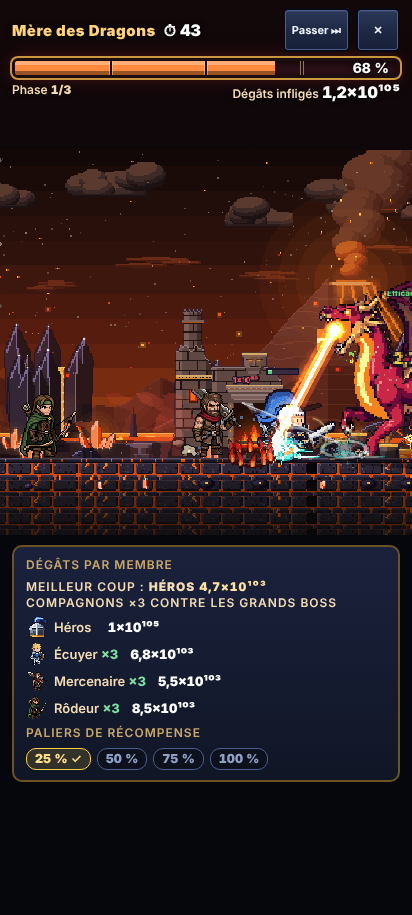 Mère des Dragons ⏱ 43
Passer ⏭
✕
68 %
Phase 1/3
Dégâts infligés 1,2×10¹⁰⁵
DÉGÂTS PAR MEMBRE
MEILLEUR COUP : HÉROS 4,7×10¹⁰³
COMPAGNONS ×3 CONTRE LES GRANDS BOSS
Héros 1×10¹⁰⁵
Écuyer ×3 6,8×10¹⁰³
Mercenaire ×3 5,5×10¹⁰³
Rôdeur ×3 8,5×10¹⁰³
PALIERS DE RÉCOMPENSE
25 % ✓ 50 % 75 % 100 %